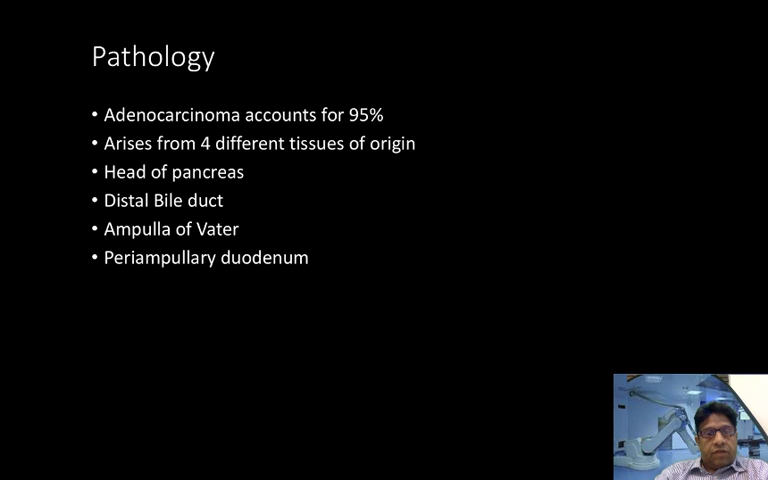 Pathology
• Adenocarcinoma accounts for 95%
• Arises from 4 different tissues of origin
• Head of pancreas
• Distal Bile duct
• Ampulla of Vater
• Periampullary duodenum